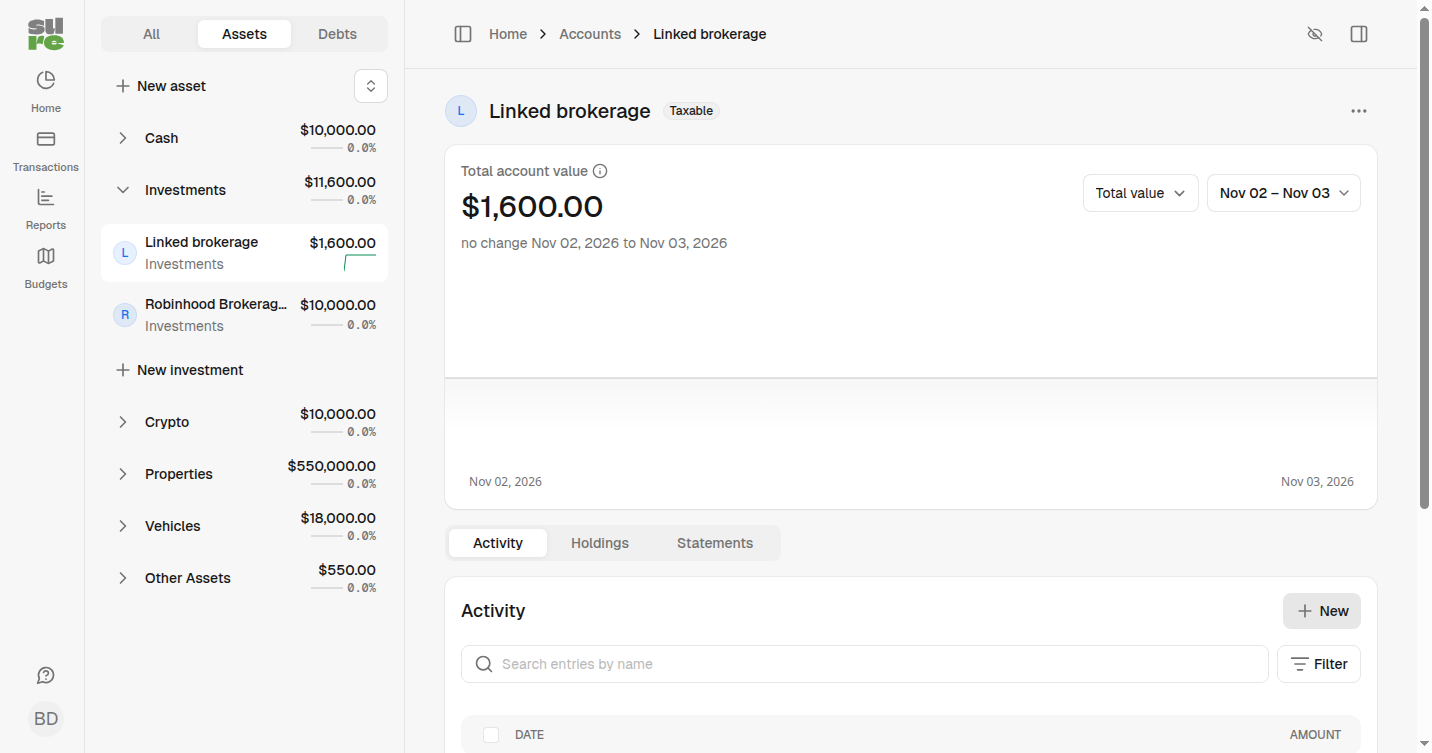 sure
Home
Transactions
Reports
Budgets
BD
All
Assets
Debts
New asset
Cash
$10,000.00
0.0%
Investments
$11,600.00
0.0%
L
Linked brokerage
$1,600.00
Investments
R
Robinhood Brokerag...
$10,000.00
Investments
0.0%
New investment
Crypto
$10,000.00
0.0%
Properties
$550,000.00
0.0%
Vehicles
$18,000.00
0.0%
Other Assets
$550.00
0.0%
Home
Accounts
Linked brokerage
L
Linked brokerage
Taxable
Total account value
$1,600.00
no change Nov 02, 2026 to Nov 03, 2026
Total value
Nov 02 – Nov 03
Nov 02, 2026
Nov 03, 2026
Activity
Holdings
Statements
Activity
New
Search entries by name
Filter
DATE
AMOUNT